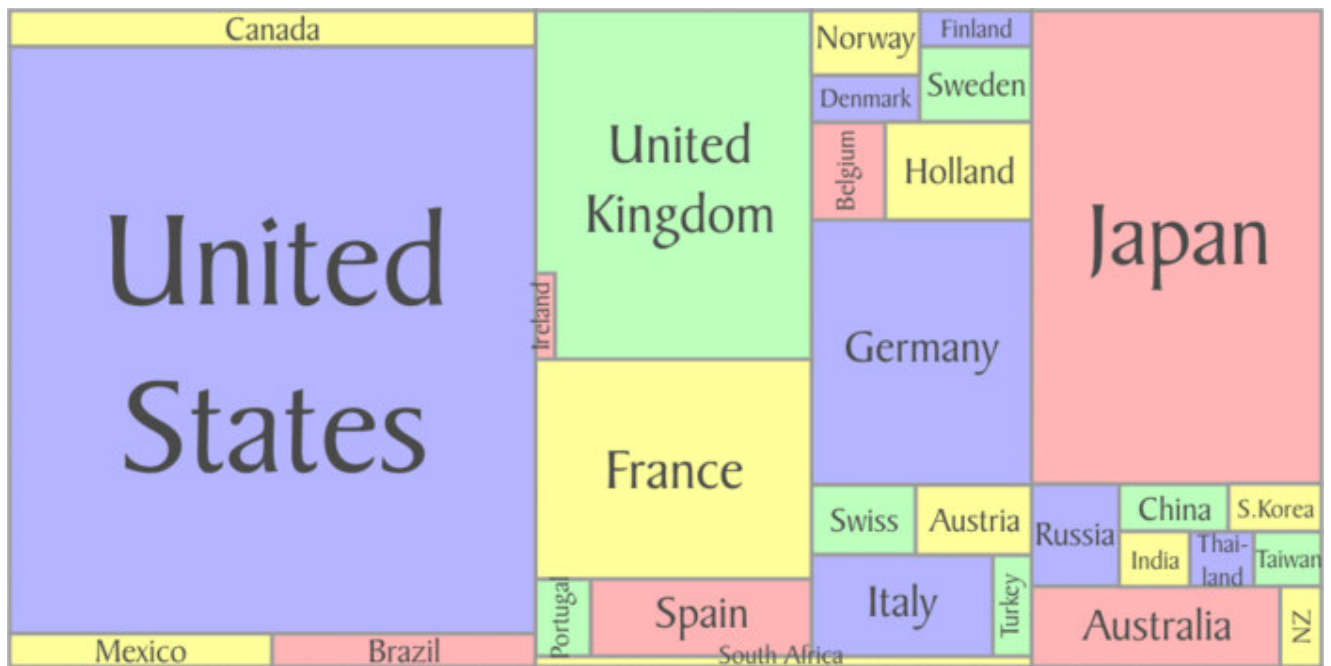 Canada
United
States
Mexico
Brazil
United
Kingdom
Ireland
France
Portugal
Spain
South Africa
Norway
Finland
Denmark
Sweden
Belgium
Holland
Germany
Swiss
Austria
Italy
Turkey
Japan
Russia
China
S.Korea
India
Thai-
land
Taiwan
Australia
NZ